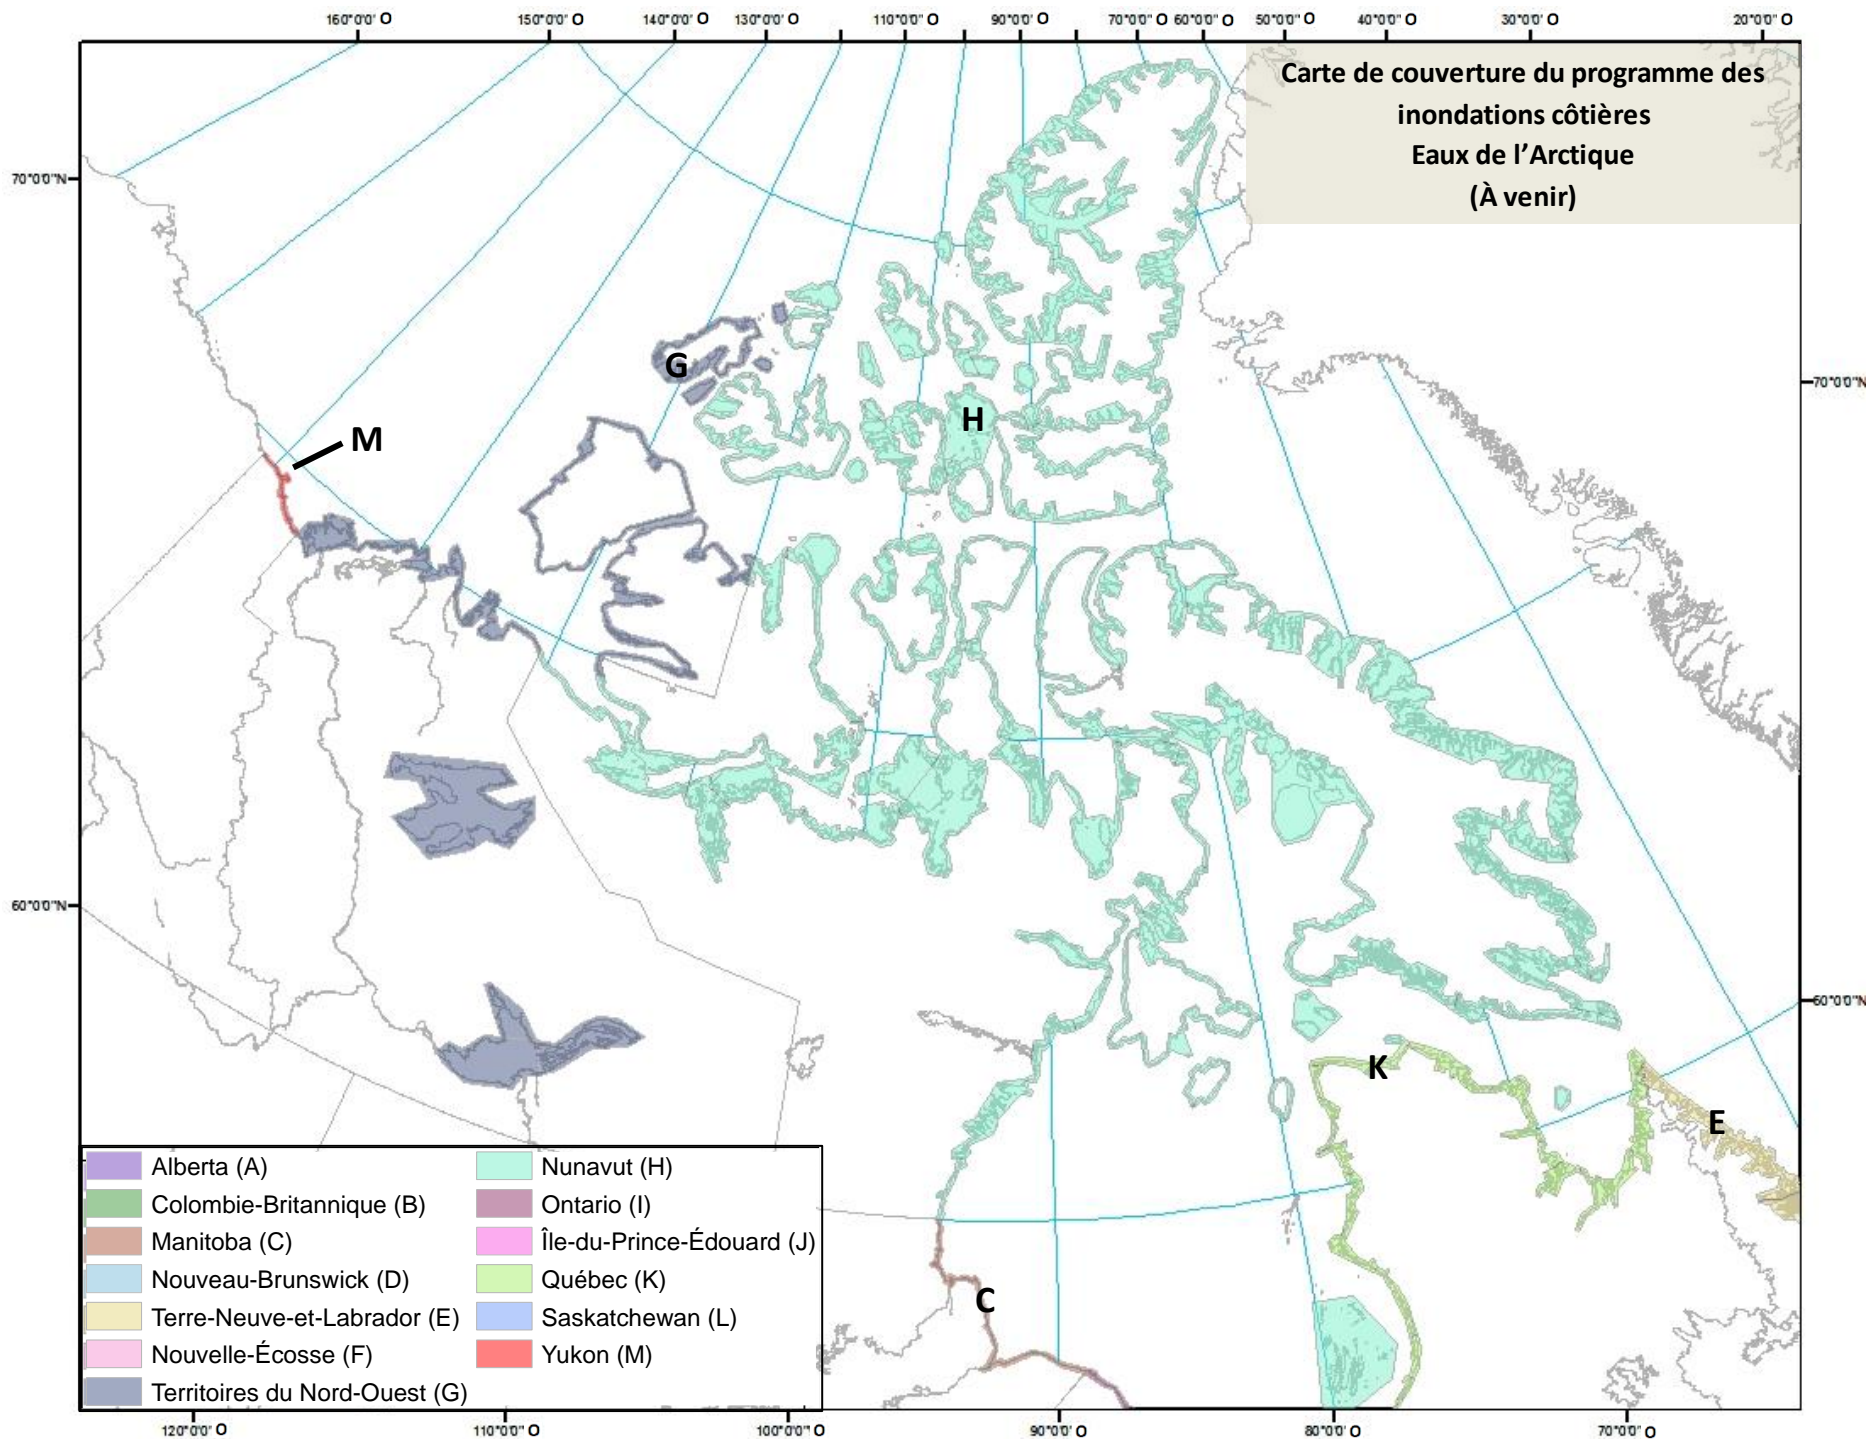 160°0'0" O 150°0'0" O 140°0'0" O 130°0'0" O 110°0'0" O 90°0'0" O 70°0'0" O 60°0'0" O 50°0'0" O 40°0'0" O 30°0'0" O 20°0'0" O
Carte de couverture du programme des
inondations côtières
Eaux de l'Arctique
(À venir)
70°0'0"N
G
70°0'0"N
H
M
60°0'0"N
60°0'0"N
K
E
C
Alberta (A)
Colombie-Britannique (B)
Manitoba (C)
Nouveau-Brunswick (D)
Terre-Neuve-et-Labrador (E)
Nouvelle-Écosse (F)
Territoires du Nord-Ouest (G)
Nunavut (H)
Ontario (I)
Île-du-Prince-Édouard (J)
Québec (K)
Saskatchewan (L)
Yukon (M)
120°0'0" O 110°0'0" O 100°0'0" O 90°0'0" O 80°0'0" O 70°0'0" O